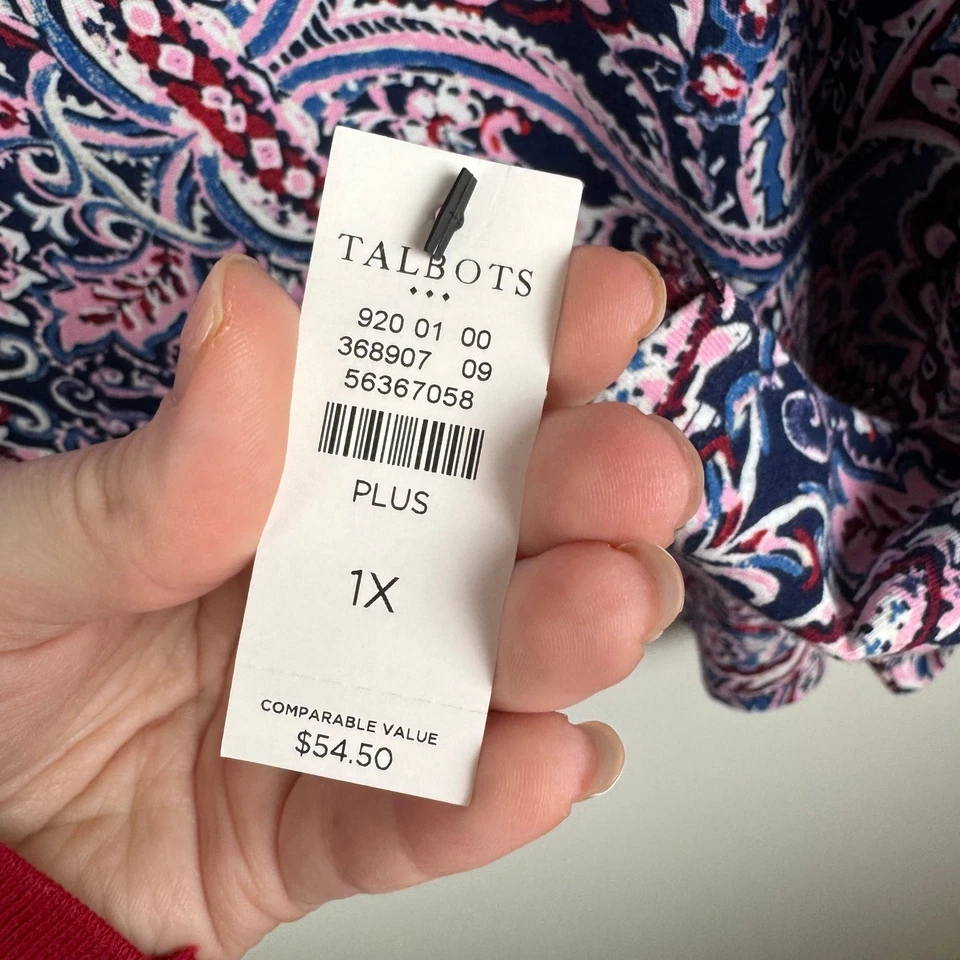 TALBOTS
920 01 00
368907 09
56367058
PLUS
1X
COMPARABLE VALUE
$54.50